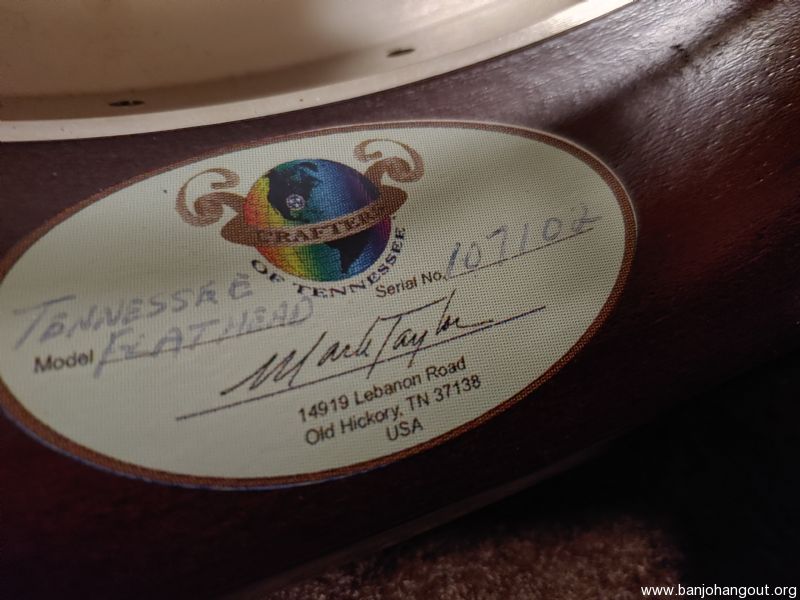 CRAFTERS
OF TENNESSEE
TENNESSEE
Model FLATHEAD
Serial No. 107102
Mark Taylor
14919 Lebanon Road
Old Hickory, TN 37138
USA
www.banjohangout.org